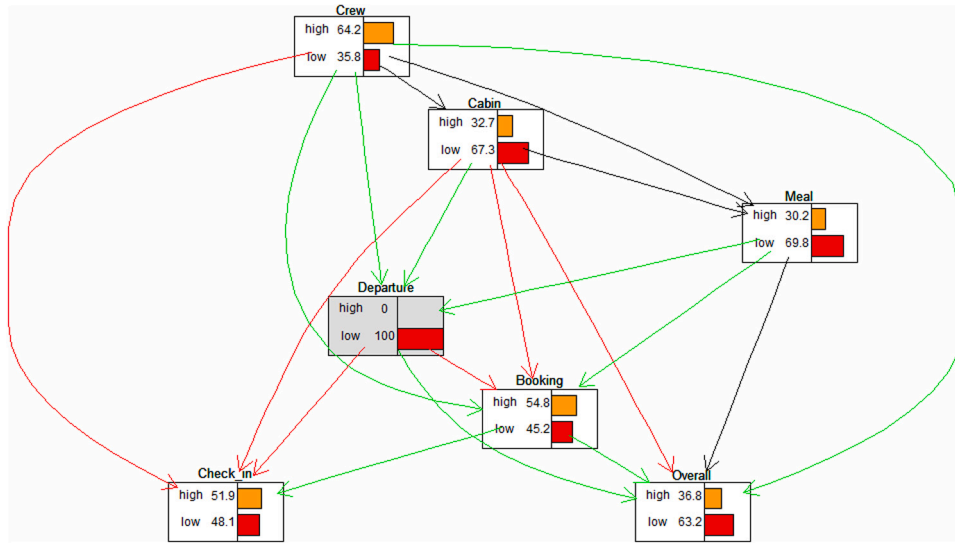 Crew
high 64.2
low 35.8
Cabin
high 32.7
low 67.3
Meal
high 30.2
low 69.8
Departure
high 0
low 100
Booking
high 54.8
low 45.2
Check_in
high 51.9
low 48.1
Overall
high 36.8
low 63.2